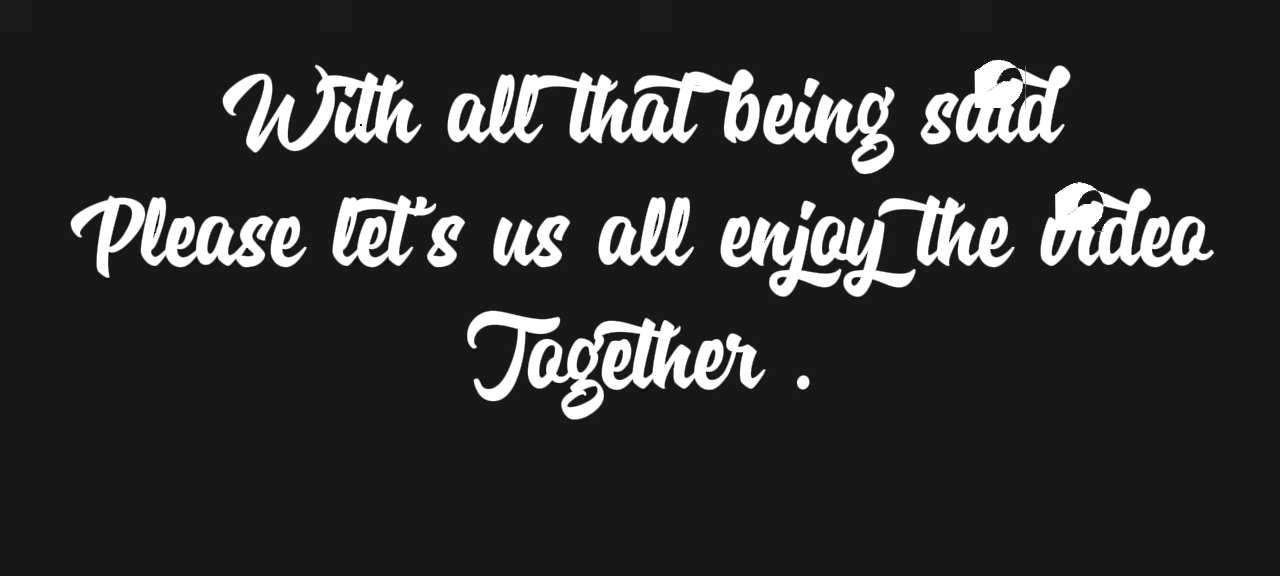 With all that being said
Please let's us all enjoy the video
Together .